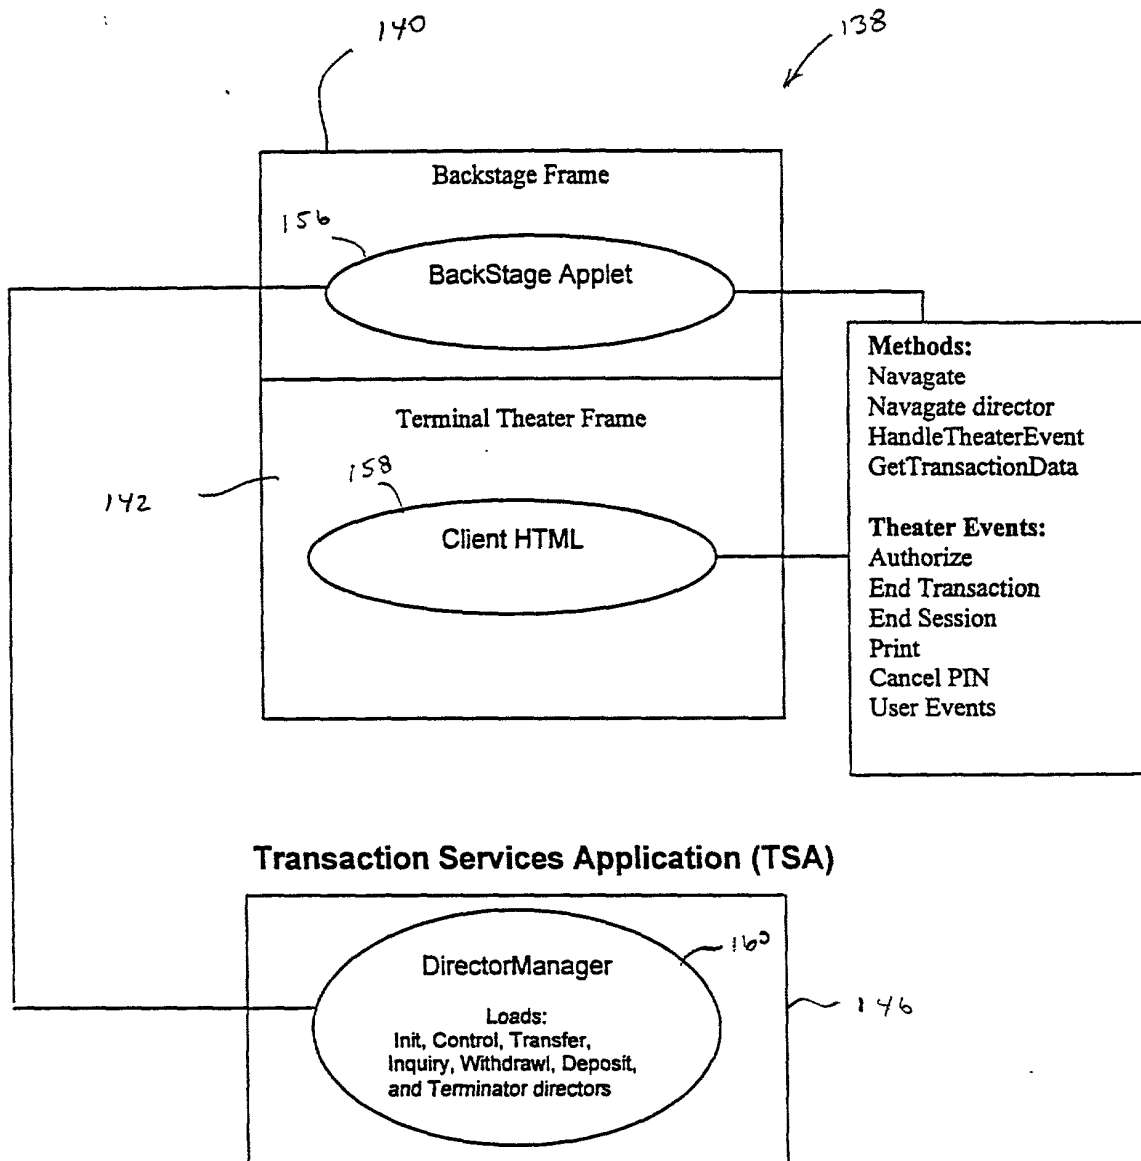 140
138
Backstage Frame
156
BackStage Applet
Methods:
Navagate
Navagate director
HandleTheaterEvent
GetTransactionData
Theater Events:
Authorize
End Transaction
End Session
Print
Cancel PIN
User Events
Terminal Theater Frame
158
142
Client HTML
Transaction Services Application (TSA)
160
DirectorManager
146
Loads:
Init, Control, Transfer,
Inquiry, Withdrawl, Deposit,
and Terminator directors